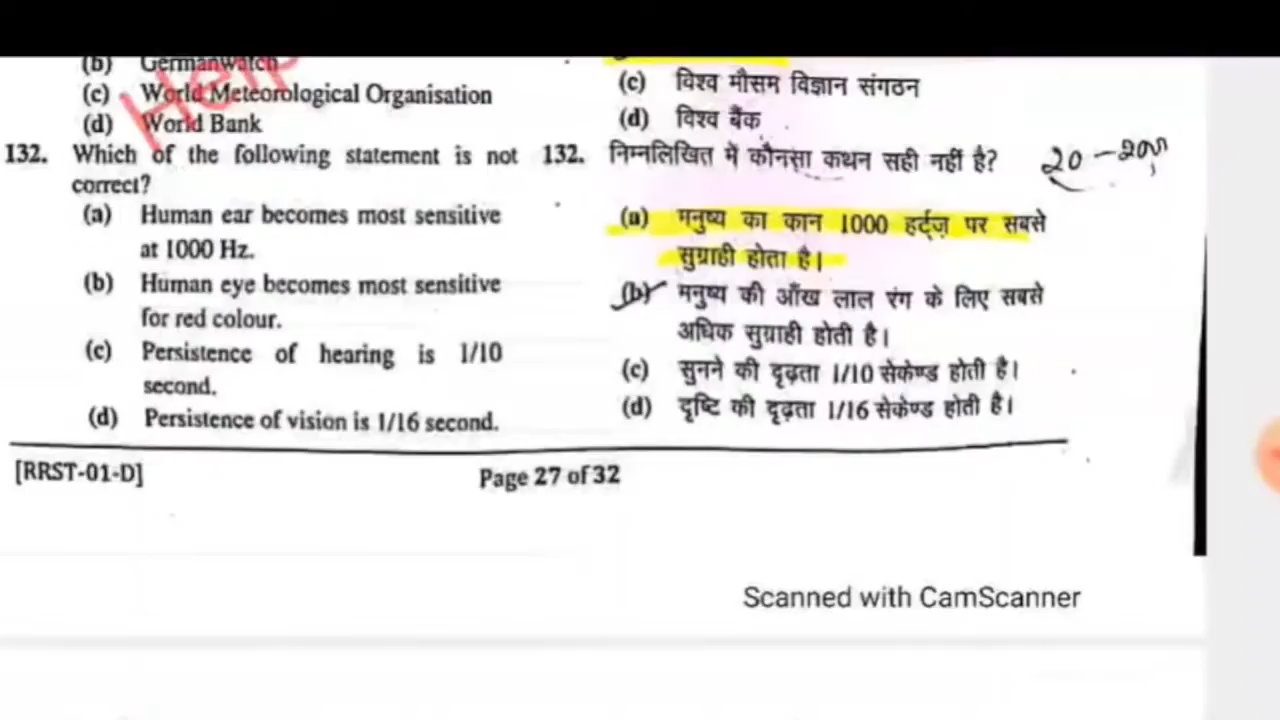 (b) Germanwatch
(c) World Meteorological Organisation
(d) World Bank
132. Which of the following statement is not
correct?
(a) Human ear becomes most sensitive
at 1000 Hz.
(b) Human eye becomes most sensitive
for red colour.
(c) Persistence of hearing is 1/10
second.
(d) Persistence of vision is 1/16 second.
Help
(c) विश्व मौसम विज्ञान संगठन
(d) विश्व बैंक
132. निम्नलिखित में कौनसा कथन सही नहीं है?
(a) मनुष्य का कान 1000 हर्ट्ज़ पर सबसे
सुग्राही होता है।
(b) मनुष्य की आँख लाल रंग के लिए सबसे
अधिक सुग्राही होती है।
(c) सुनने की दृढ़ता 1/10 सेकेण्ड होती है।
(d) दृष्टि की दृढ़ता 1/16 सेकेण्ड होती है।
[RRST-01-D]
Page 27 of 32
Scanned with CamScanner